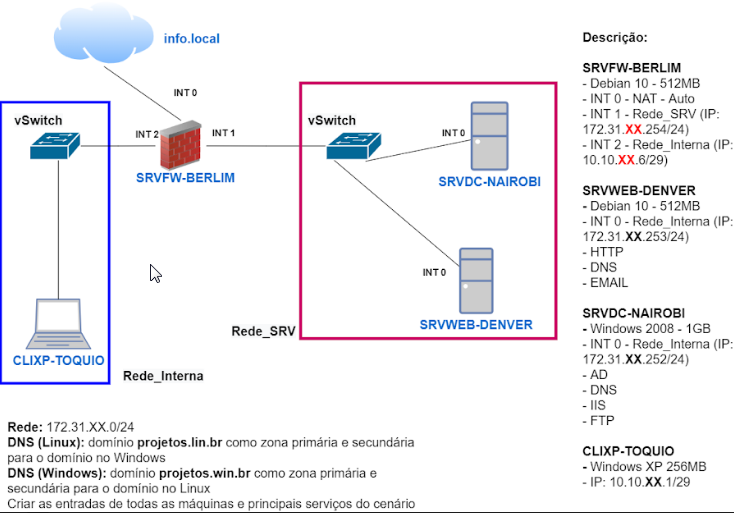 info.local
INT 0
vSwitch
INT 2
INT 1
SRVFW-BERLIM
CLIXP-TOQUIO
Rede_Interna
vSwitch
INT 0
SRVDC-NAIROBI
INT 0
SRVWEB-DENVER
Rede_SRV
Descrição:
SRVFW-BERLIM
- Debian 10 - 512MB
- INT 0 - NAT - Auto
- INT 1 - Rede_SRV (IP:
172.31.XX.254/24)
- INT 2 - Rede_Interna (IP:
10.10.XX.6/29)
SRVWEB-DENVER
- Debian 10 - 512MB
- INT 0 - Rede_Interna (IP:
172.31.XX.253/24)
- HTTP
- DNS
- EMAIL
SRVDC-NAIROBI
- Windows 2008 - 1GB
- INT 0 - Rede_Interna (IP:
172.31.XX.252/24)
- AD
- DNS
- IIS
- FTP
CLIXP-TOQUIO
- Windows XP 256MB
- IP: 10.10.XX.1/29
Rede: 172.31.XX.0/24
DNS (Linux): domínio projetos.lin.br como zona primária e secundária
para o domínio no Windows
DNS (Windows): domínio projetos.win.br como zona primária e
secundária para o domínio no Linux
Criar as entradas de todas as máquinas e principais serviços do cenário